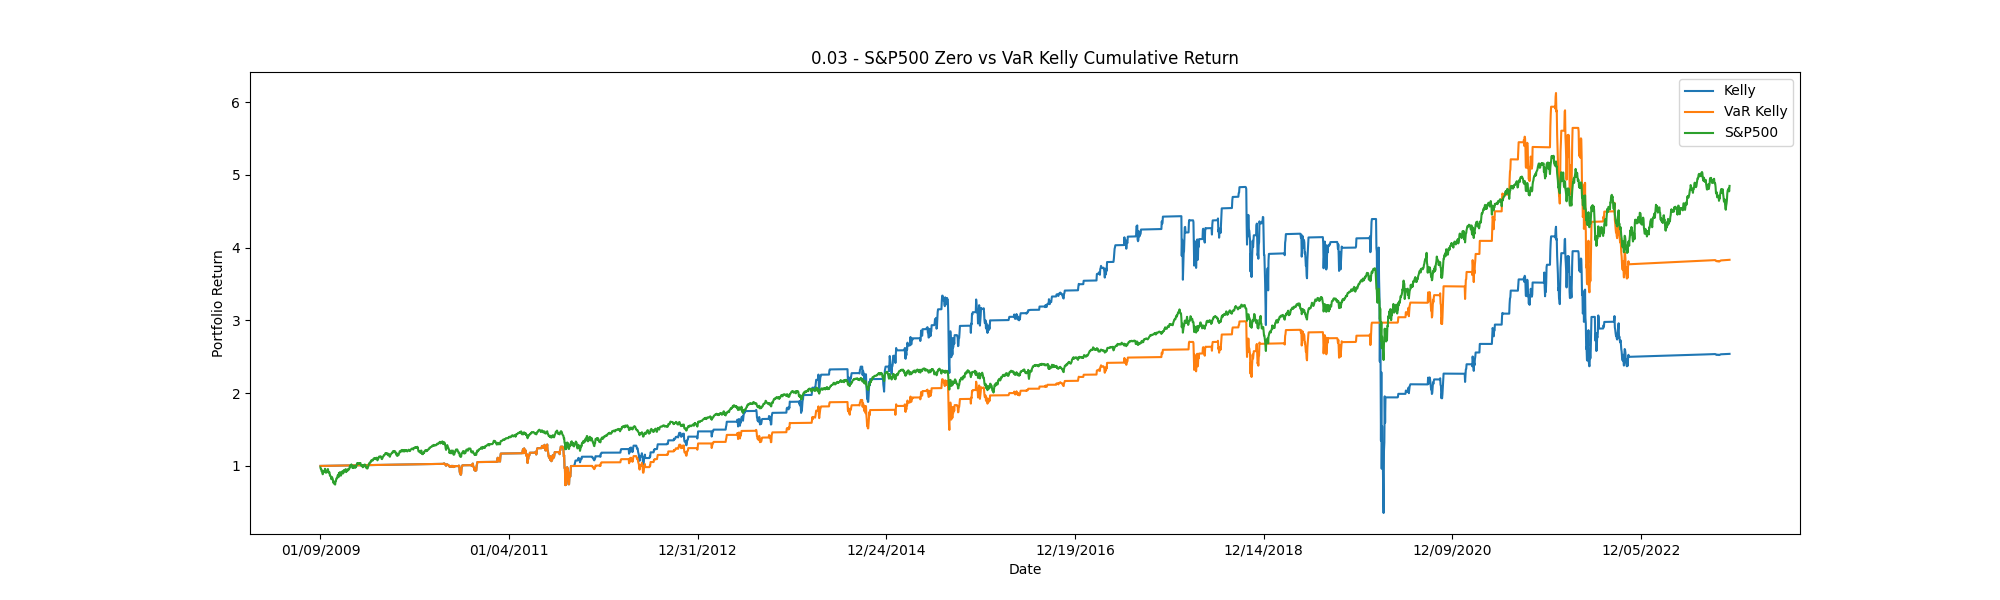 0.03 - S&P500 Zero vs VaR Kelly Cumulative Return
Kelly
VaR Kelly
S&P500
Portfolio Return
6
5
4
3
2
1
01/09/2009
01/04/2011
12/31/2012
12/24/2014
12/19/2016
12/14/2018
12/09/2020
12/05/2022
Date